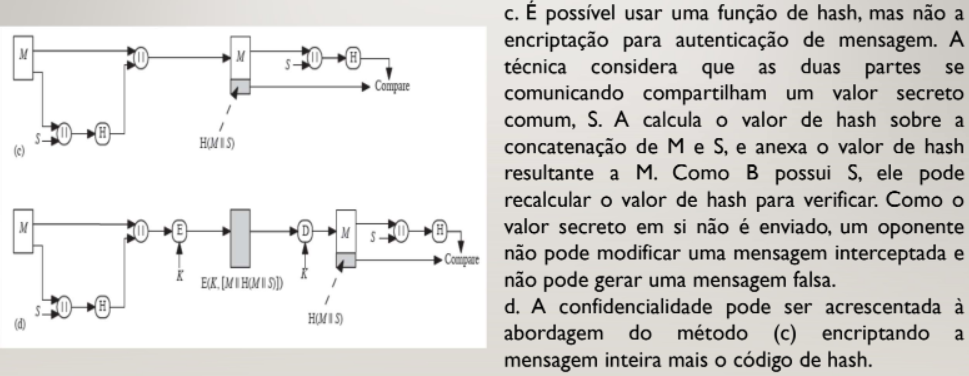 M
||
M
S
||
H
Compare
S
||
H
H(M || S)
(c)
M
||
E
D
M
S
||
H
Compare
K
E(K, [M || H(M || S)])
K
S
||
H
H(M || S)
(d)
c. É possível usar uma função de hash, mas não a
encriptação para autenticação de mensagem. A
técnica considera que as duas partes se
comunicando compartilham um valor secreto
comum, S. A calcula o valor de hash sobre a
concatenação de M e S, e anexa o valor de hash
resultante a M. Como B possui S, ele pode
recalcular o valor de hash para verificar. Como o
valor secreto em si não é enviado, um oponente
não pode modificar uma mensagem interceptada e
não pode gerar uma mensagem falsa.
d. A confidencialidade pode ser acrescentada à
abordagem do método (c) encriptando a
mensagem inteira mais o código de hash.